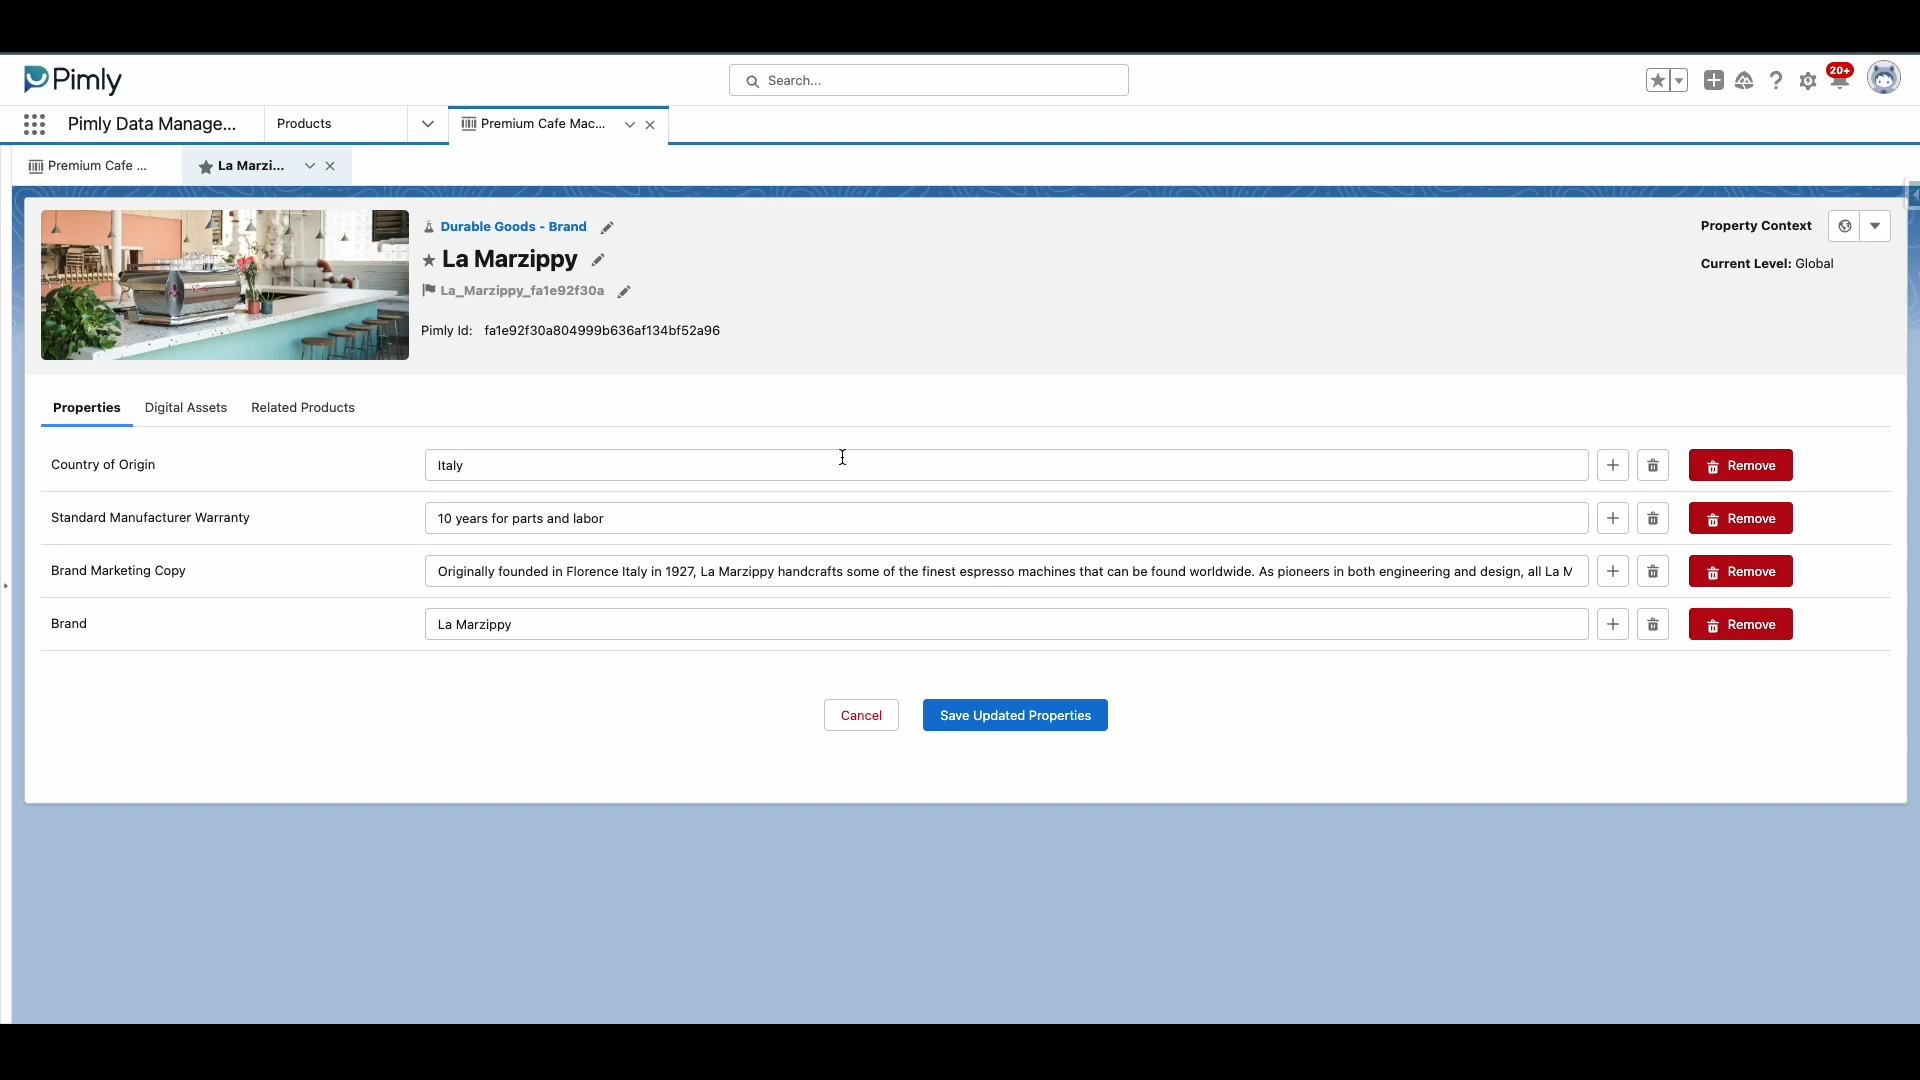 Pimly
Search...
20+
Pimly Data Manage...
Products
Premium Cafe Mac...
Premium Cafe ...
La Marzi...
Durable Goods - Brand
La Marzippy
La_Marzippy_fa1e92f30a
Pimly Id: fa1e92f30a804999b636af134bf52a96
Property Context
Current Level: Global
Properties
Digital Assets
Related Products
Country of Origin
Italy
Remove
Standard Manufacturer Warranty
10 years for parts and labor
Remove
Brand Marketing Copy
Originally founded in Florence Italy in 1927, La Marzippy handcrafts some of the finest espresso machines that can be found worldwide. As pioneers in both engineering and design, all La M
Remove
Brand
La Marzippy
Remove
Cancel
Save Updated Properties